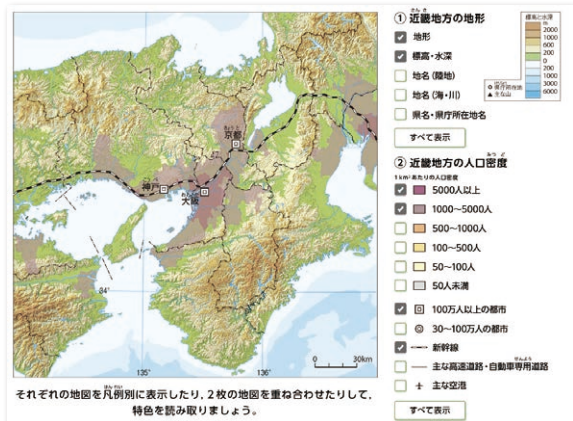 京都
きょうと
神戸
こうべ
大阪
34°
135°
136°
0
30km
それぞれの地図を凡例別に表示したり，2枚の地図を重ね合わせたりして，
特色を読み取りましょう。
① 近畿地方の地形
地形
標高・水深
地名（陸地）
地名（海・川）
県名・県庁所在地名
すべて表示
標高と水深
m
2000
1000
600
200
0
200
1000
3000
6000
県庁所在地
主な山
② 近畿地方の人口密度
1km²あたりの人口密度
5000人以上
1000〜5000人
500〜1000人
100〜500人
50〜100人
50人未満
100万人以上の都市
30〜100万人の都市
新幹線
主な高速道路・自動車専用道路
主な空港
すべて表示